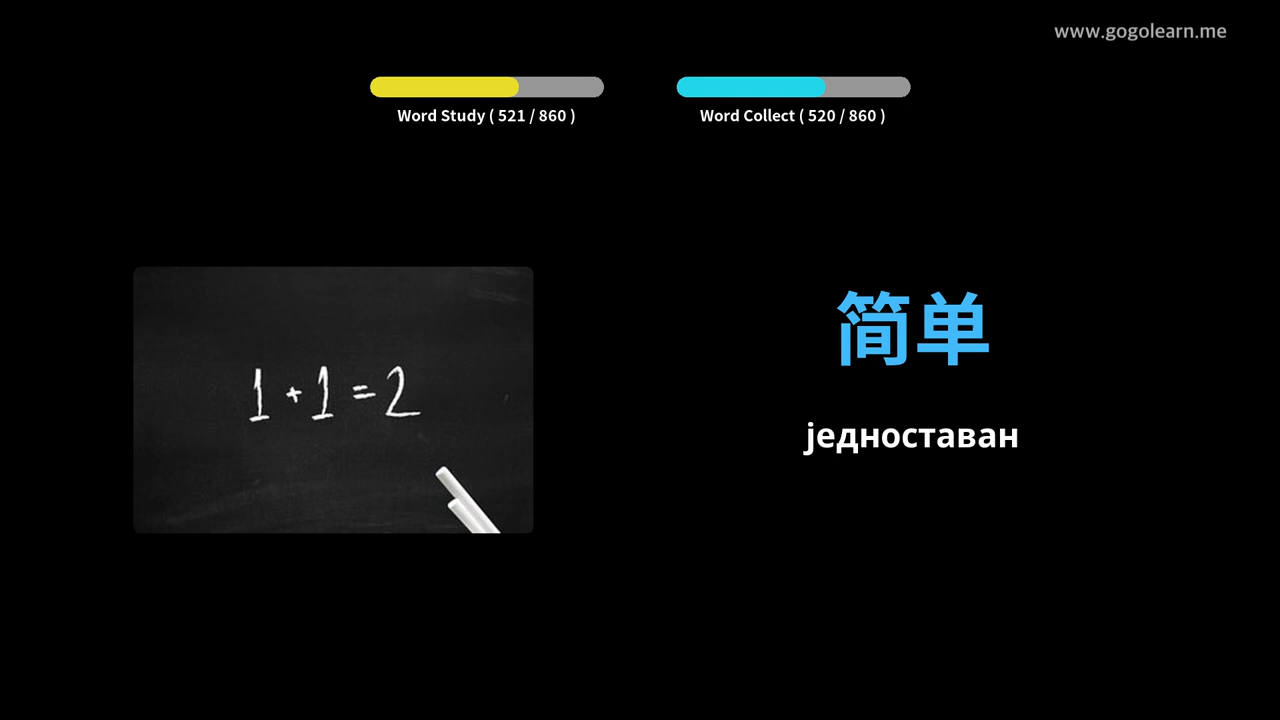 www.gogolearn.me
Word Study ( 521 / 860 )
Word Collect ( 520 / 860 )
1 + 1 = 2
简单
једноставан